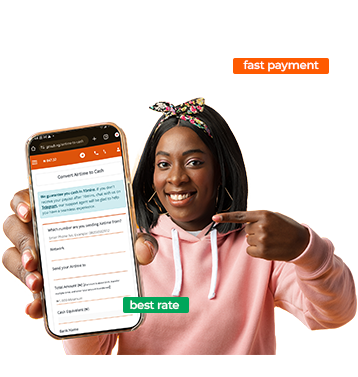 fast payment
Convert Airtime to Cash
We guarantee you cash in 15mins. If you don't
receive your payout after 15mins, chat with us on
Telegram. Our support agent will be glad to help
you have a seamless experience.
Which number are you sending Airtime from?
Network
Send your Airtime to
Total Amount (₦)
Cash Equivalent (₦)
Bank Name
best rate